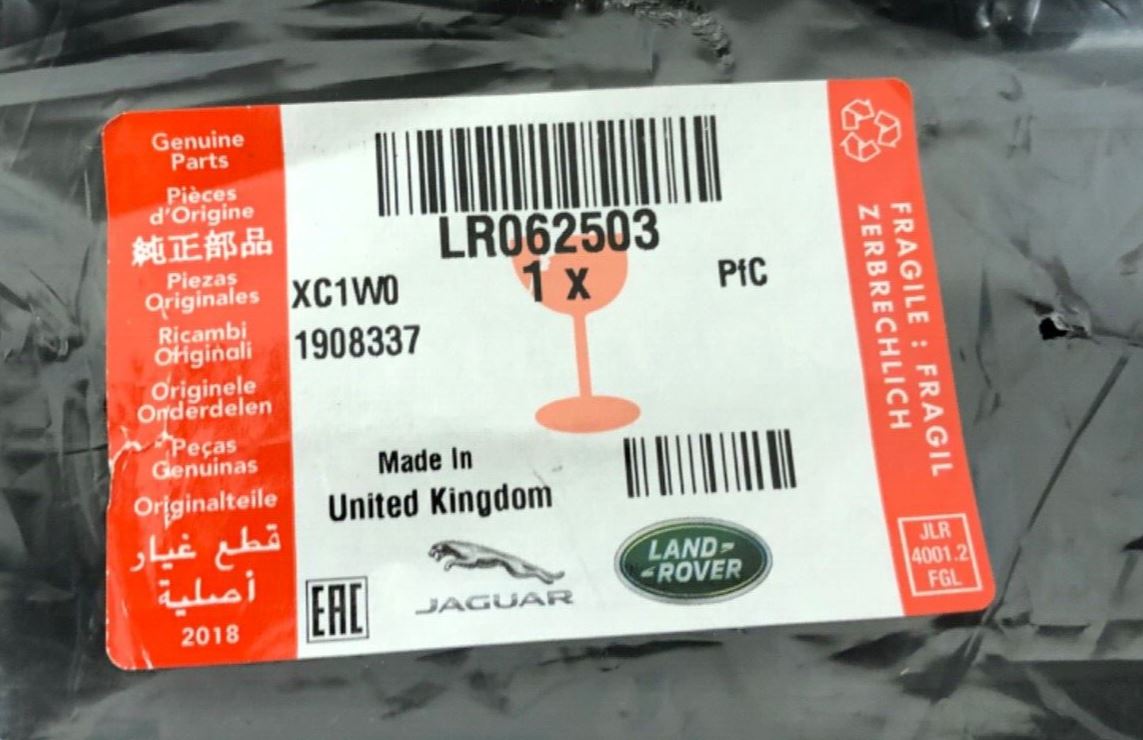 Genuine
Parts
Pièces
d'Origine
純正部品
Piezas
Originales
Ricambi
Originali
Originele
Onderdelen
Peças
Genuinas
Originalteile
قطع غيار
أصلية
2018
LR062503
1 x
PfC
XC1W0
1908337
Made In
United Kingdom
EAC
JAGUAR
LAND-
-ROVER
FRAGILE : FRAGIL
ZERBRECHLICH
JLR
4001.2
FGL